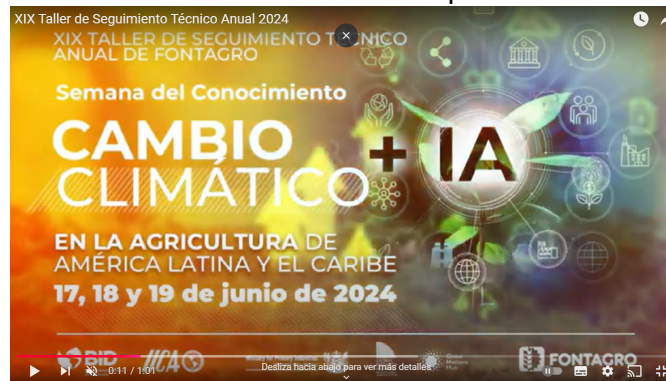 XIX Taller de Seguimiento Técnico Anual 2024
XIX TALLER DE SEGUIMIENTO TÉCNICO
ANUAL DE FONTAGRO
Semana del Conocimiento
CAMBIO
CLIMÁTICO
+ IA
EN LA AGRICULTURA DE
AMÉRICA LATINA Y EL CARIBE
17, 18 y 19 de junio de 2024
BID
IICA
FONTAGRO
0:11 / 1:01
Desliza hacia abajo para ver más detalles